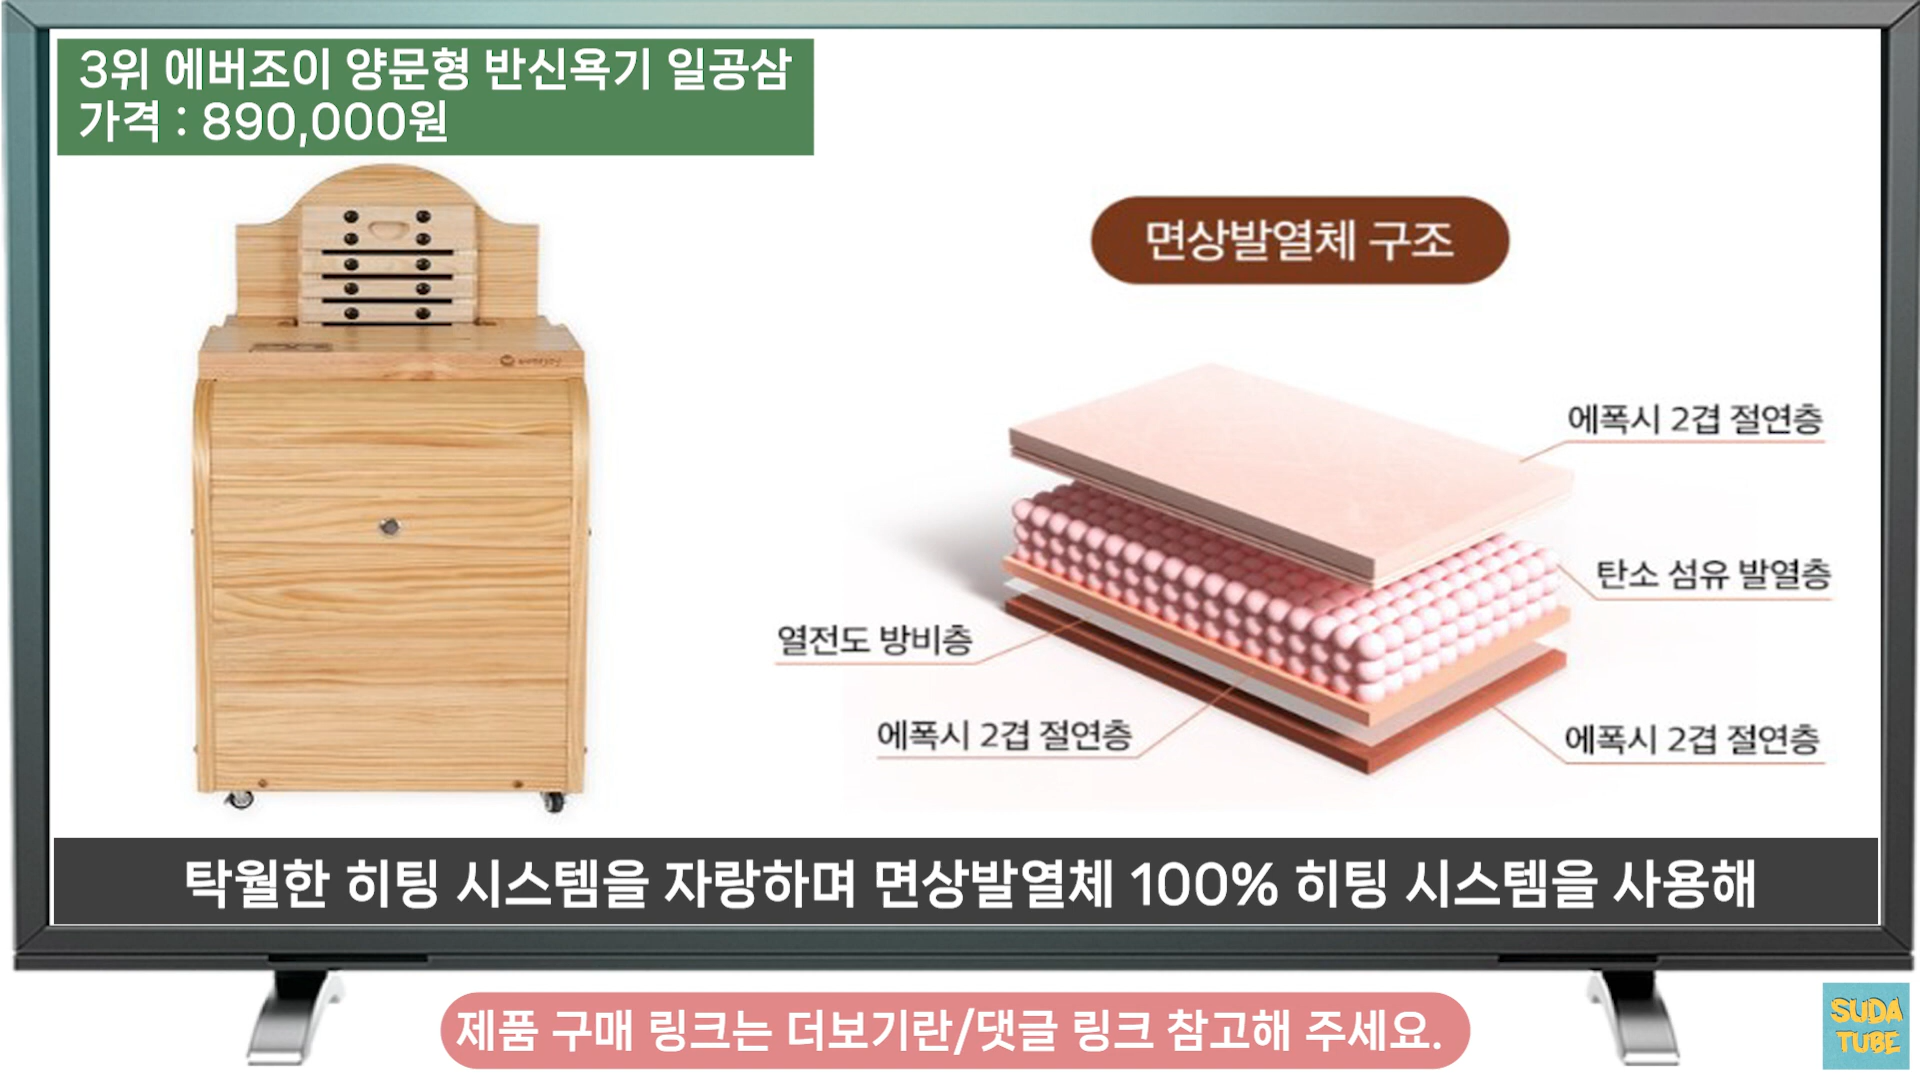 3위 에버조이 양문형 반신욕기 일공삼
가격 : 890,000원
면상발열체 구조
에폭시 2겹 절연층
탄소 섬유 발열층
열전도 방비층
에폭시 2겹 절연층
에폭시 2겹 절연층
탁월한 히팅 시스템을 자랑하며 면상발열체 100% 히팅 시스템을 사용해
제품 구매 링크는 더보기란/댓글 링크 참고해 주세요.
SUDA
TUBE